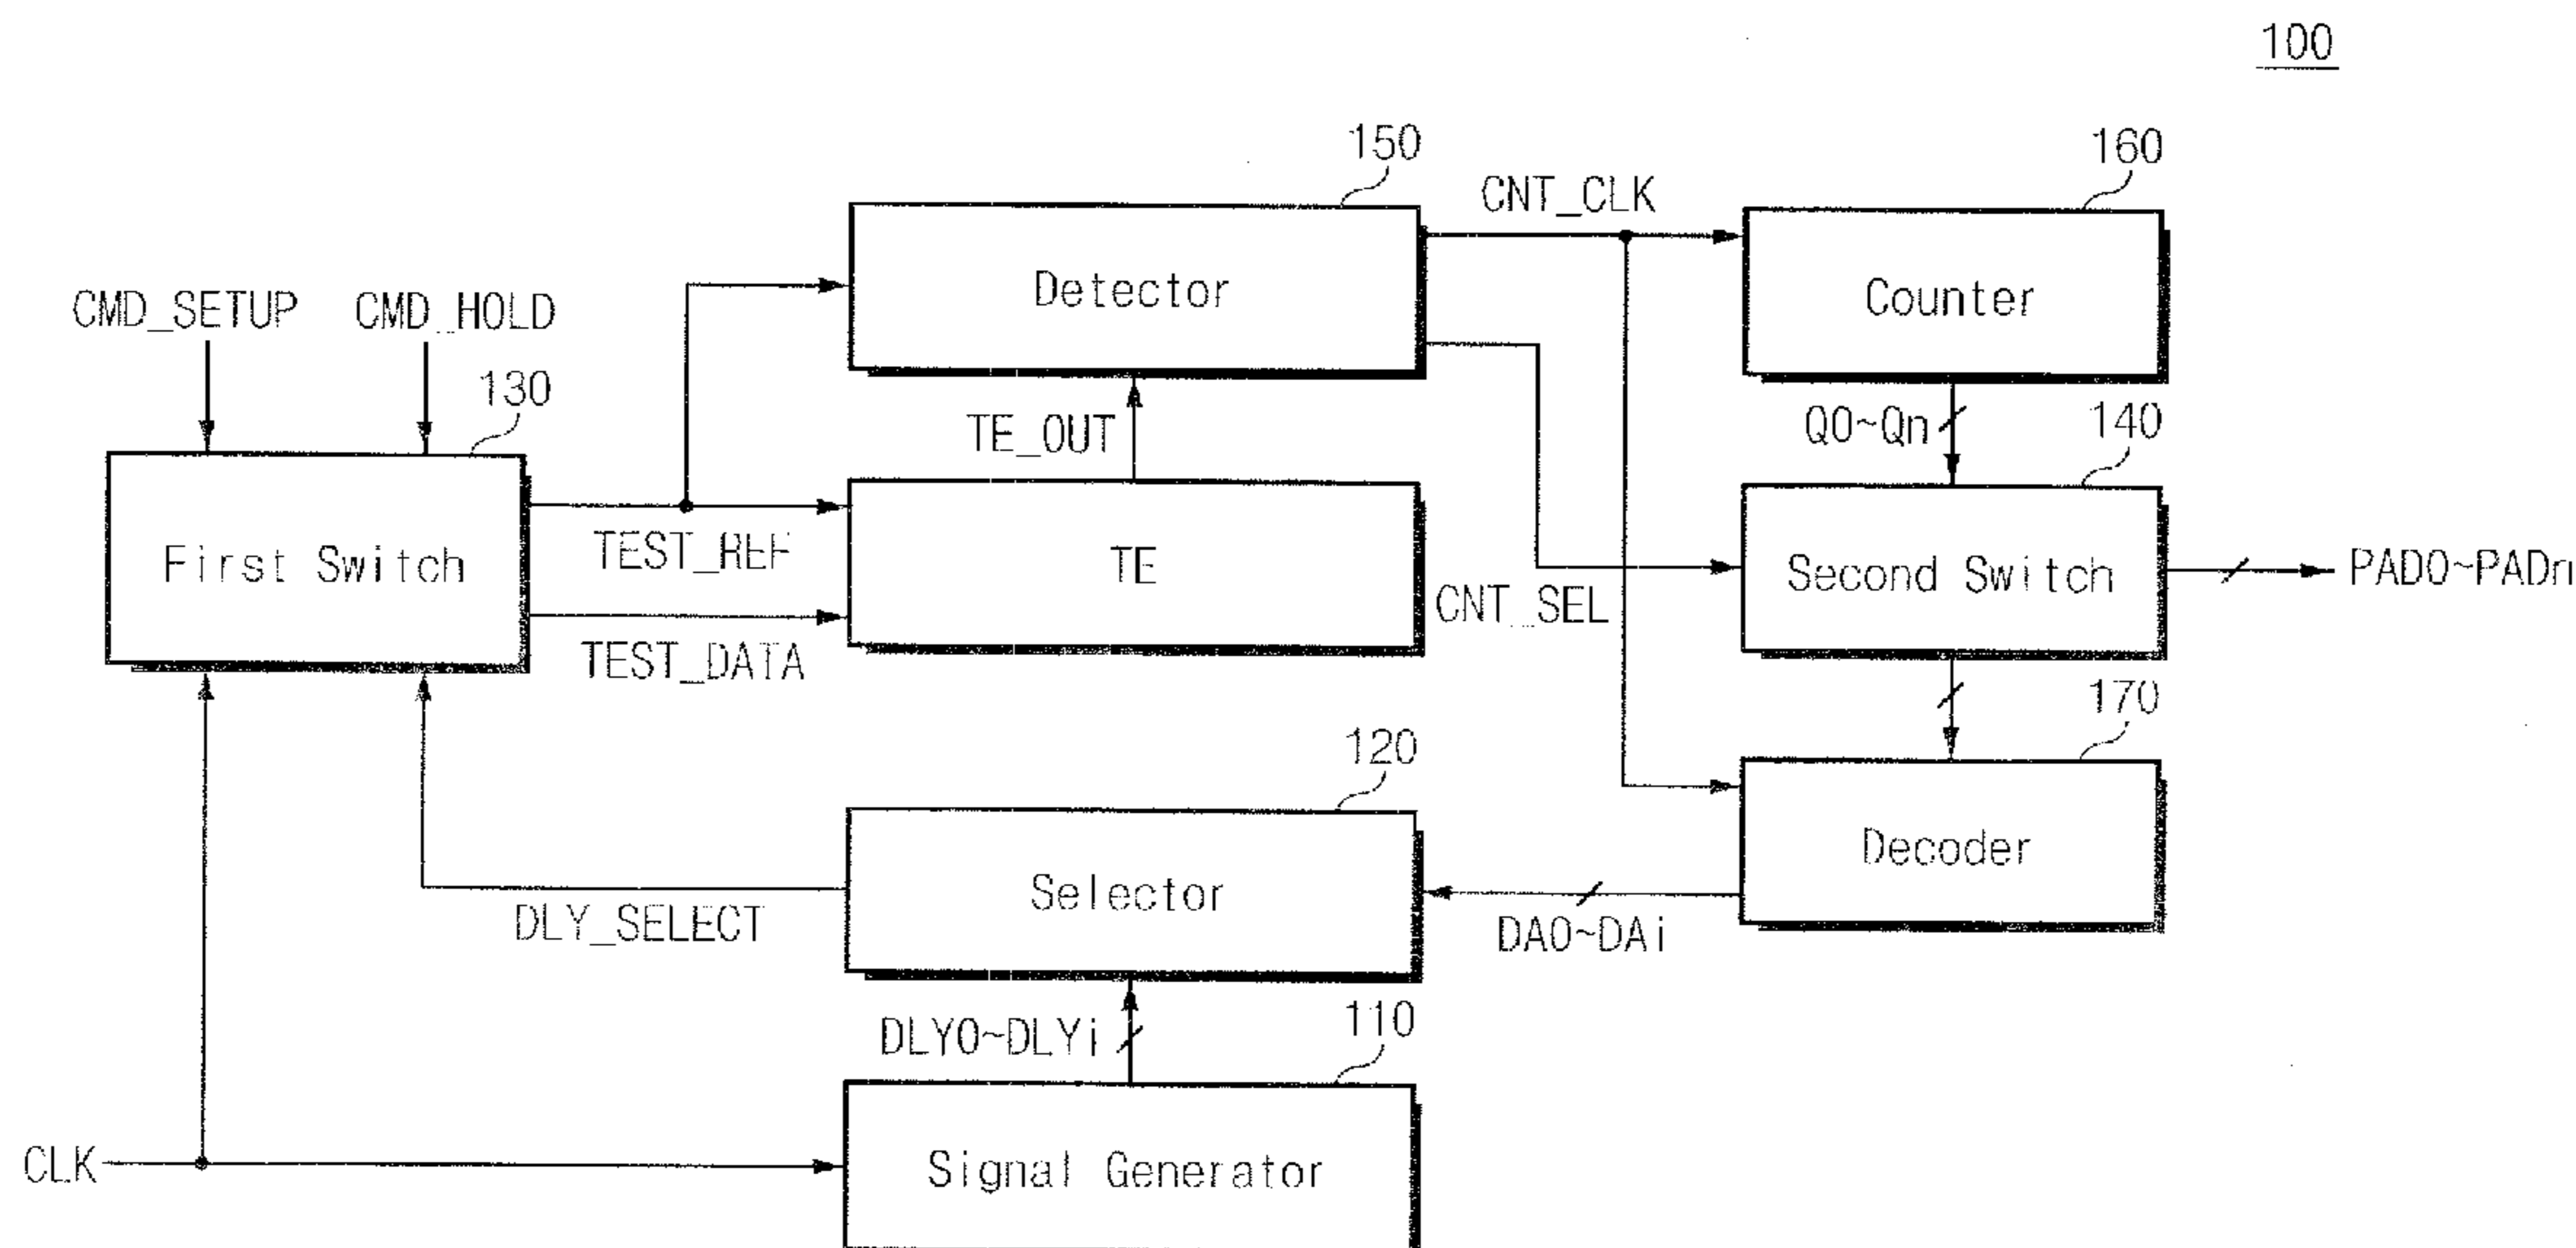 100
150
CNT_CLK
160
Detector
Counter
CMD_SETUP
CMD_HOLD
130
TE_OUT
Q0~Qn
140
First Switch
TEST_REF
TE
TEST_DATA
CNT_SEL
Second Switch
PAD0~PADn
170
120
Decoder
Selector
DLY_SELECT
DA0~DAi
DLY0~DLYi
110
CLK
Signal Generator